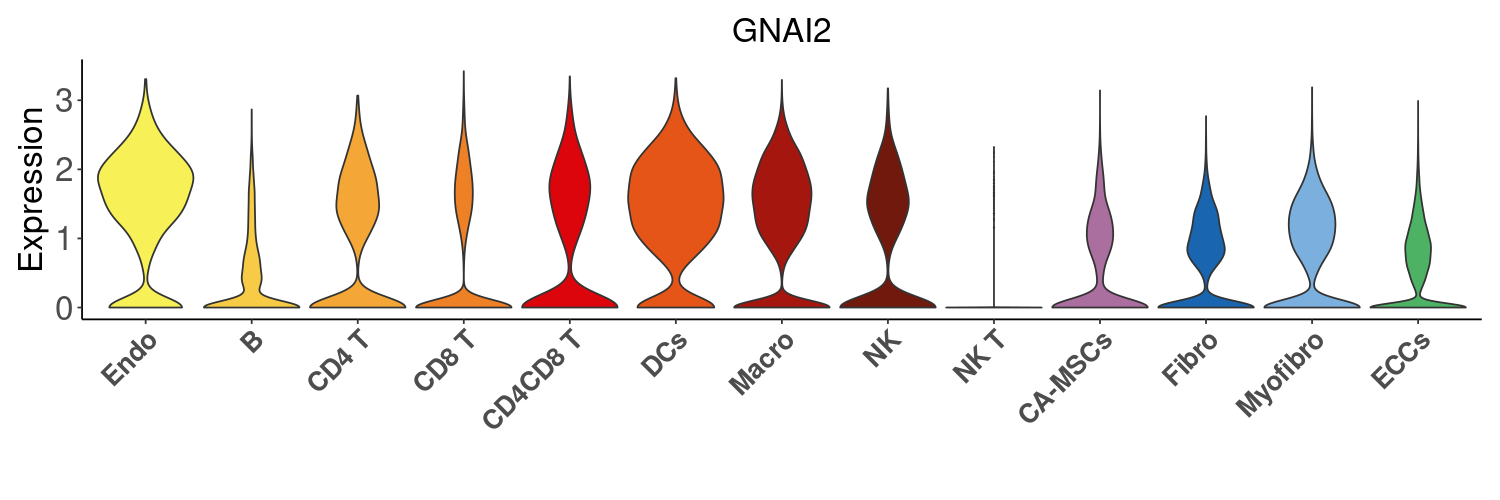 GNAI2
Expression
3
2
1
0
Endo
B
CD4 T
CD8 T
CD4CD8 T
DCs
Macro
NK
NK T
CA-MSCs
Fibro
Myofibro
ECCs